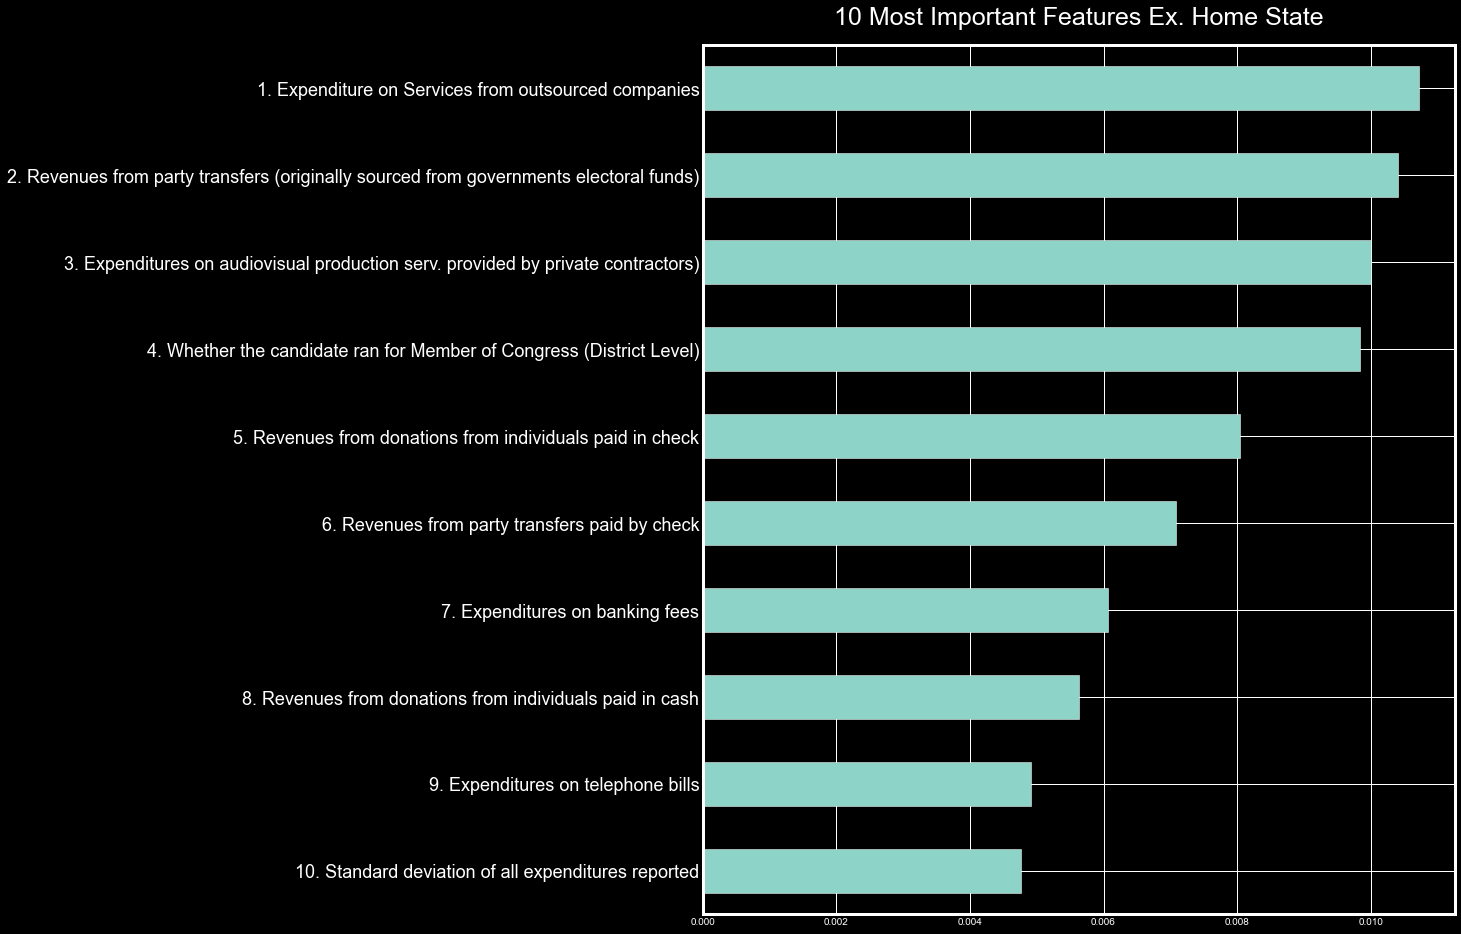 10 Most Important Features Ex. Home State
1. Expenditure on Services from outsourced companies
2. Revenues from party transfers (originally sourced from governments electoral funds)
3. Expenditures on audiovisual production serv. provided by private contractors)
4. Whether the candidate ran for Member of Congress (District Level)
5. Revenues from donations from individuals paid in check
6. Revenues from party transfers paid by check
7. Expenditures on banking fees
8. Revenues from donations from individuals paid in cash
9. Expenditures on telephone bills
10. Standard deviation of all expenditures reported
0.000 0.002 0.004 0.006 0.008 0.010